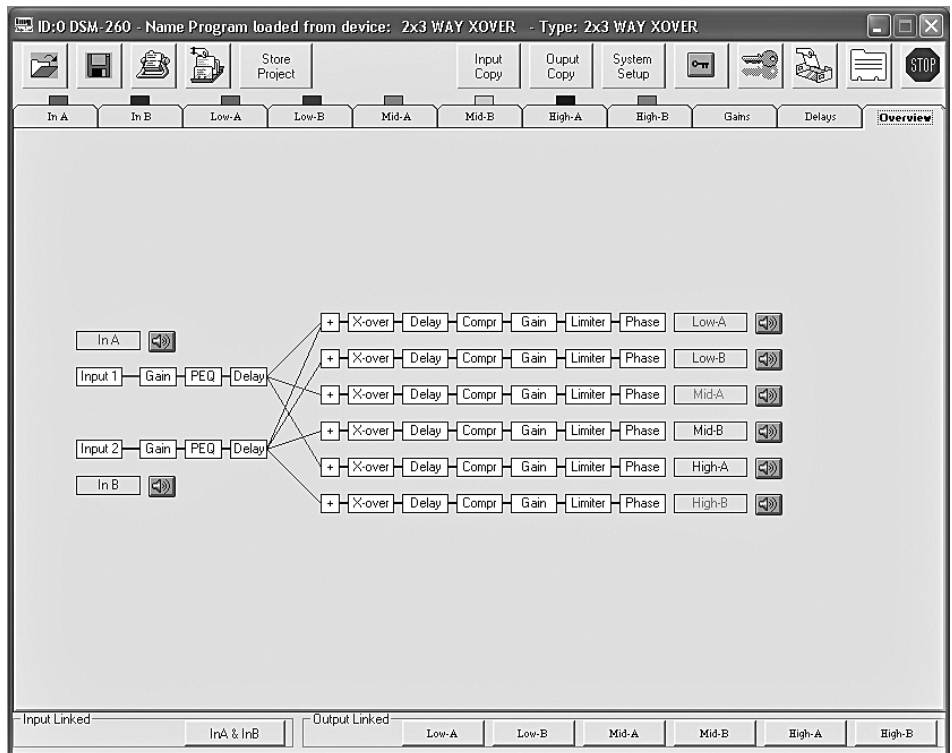 ID:0 DSM-260 - Name Program loaded from device: 2x3 WAY XOVER - Type: 2x3 WAY XOVER
Store Project
Input Copy
Ouput Copy
System Setup
STOP
In A In B Low-A Low-B Mid-A Mid-B High-A High-B Gains Delays Overview
+ X-over Delay Compr Gain Limiter Phase Low-A
In A
+ X-over Delay Compr Gain Limiter Phase Low-B
Input 1 Gain PEQ Delay
+ X-over Delay Compr Gain Limiter Phase Mid-A
+ X-over Delay Compr Gain Limiter Phase Mid-B
Input 2 Gain PEQ Delay
+ X-over Delay Compr Gain Limiter Phase High-A
In B
+ X-over Delay Compr Gain Limiter Phase High-B
Input Linked Output Linked
InA & InB Low-A Low-B Mid-A Mid-B High-A High-B